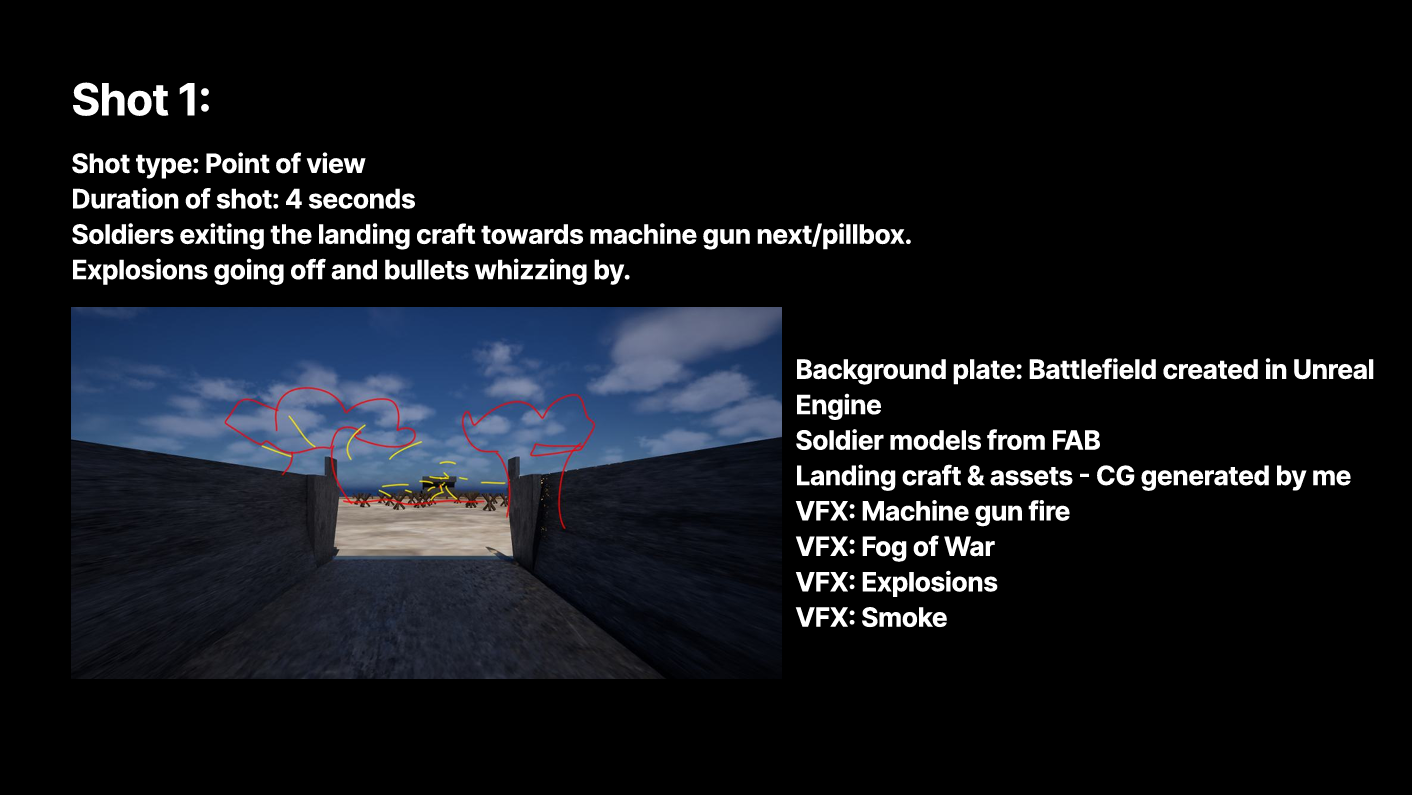 Shot 1:
Shot type: Point of view
Duration of shot: 4 seconds
Soldiers exiting the landing craft towards machine gun next/pillbox.
Explosions going off and bullets whizzing by.
Background plate: Battlefield created in Unreal
Engine
Soldier models from FAB
Landing craft & assets - CG generated by me
VFX: Machine gun fire
VFX: Fog of War
VFX: Explosions
VFX: Smoke